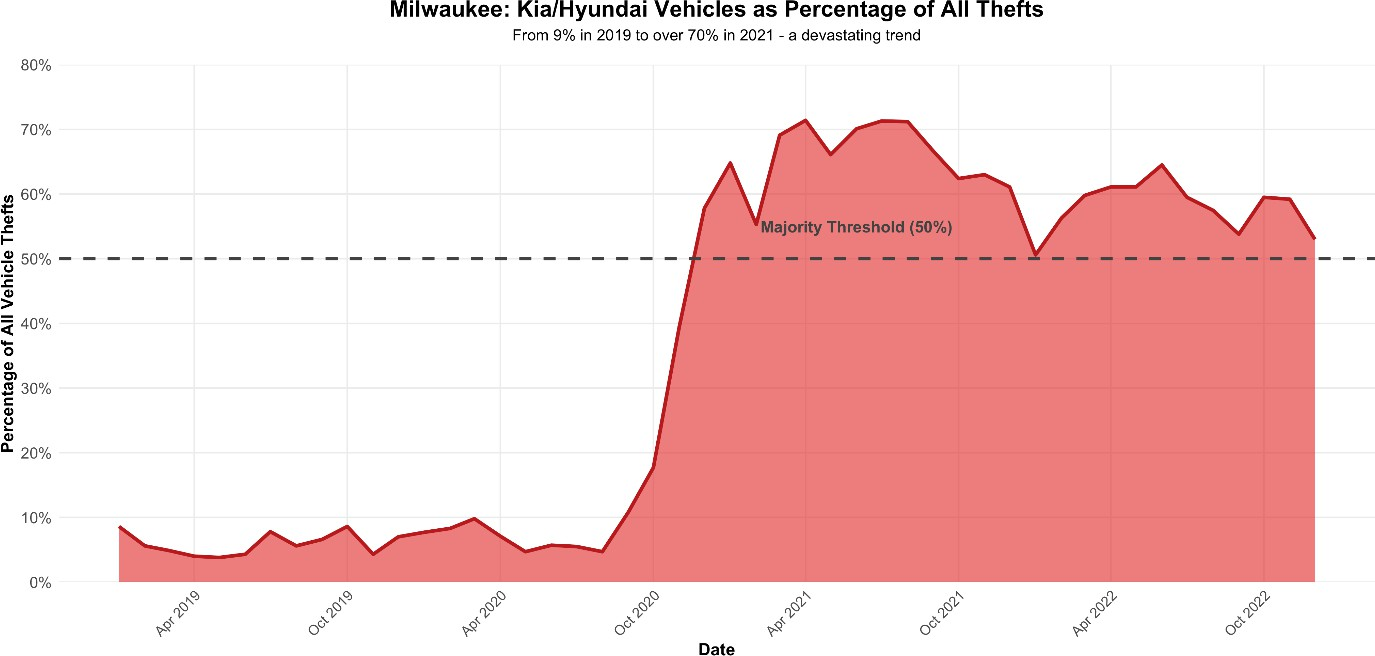 Milwaukee: Kia/Hyundai Vehicles as Percentage of All Thefts
From 9% in 2019 to over 70% in 2021 - a devastating trend
Percentage of All Vehicle Thefts
80%
70%
60%
50%
40%
30%
20%
10%
0%
Majority Threshold (50%)
Apr 2019
Oct 2019
Apr 2020
Oct 2020
Apr 2021
Oct 2021
Apr 2022
Oct 2022
Date